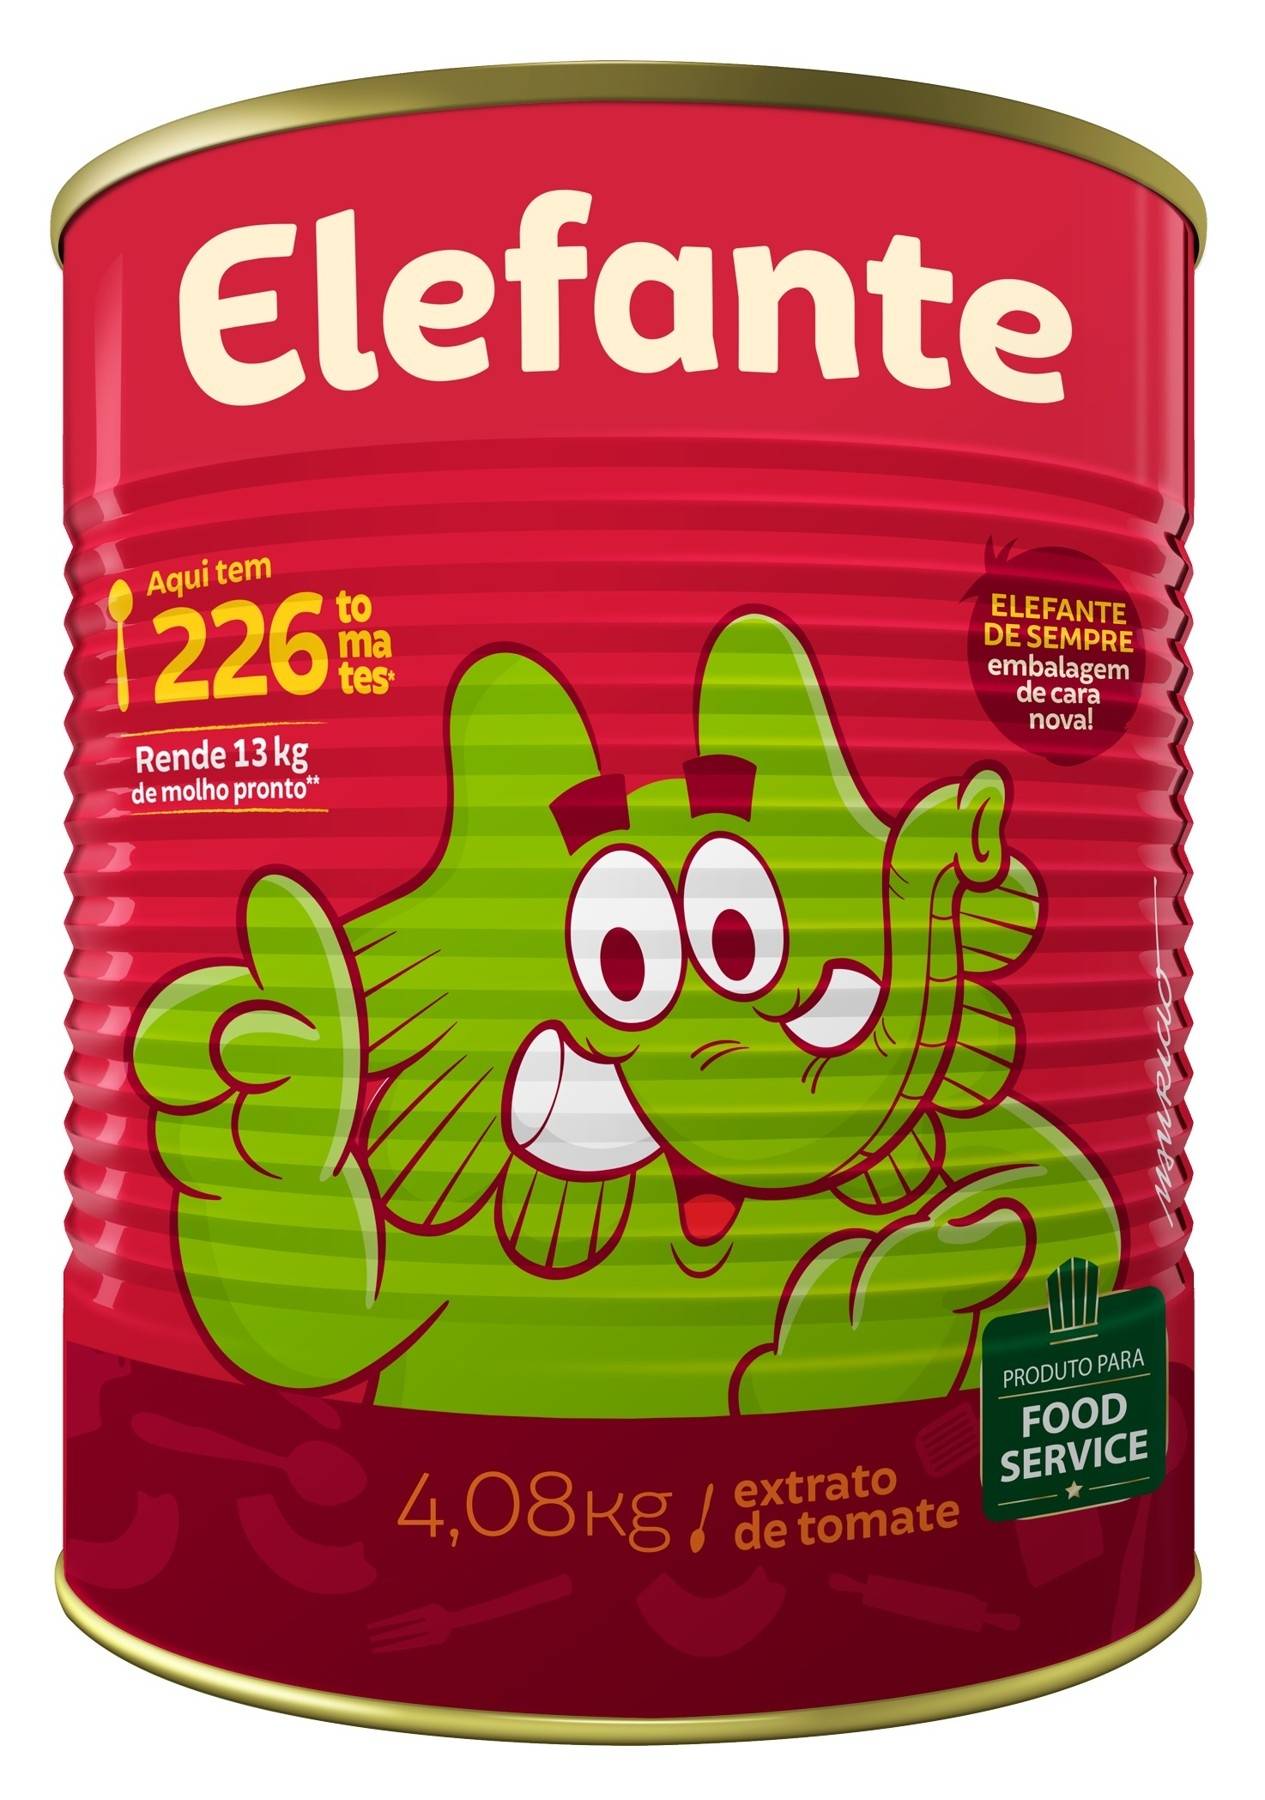 Elefante
Aqui tem
226
to
ma
tes*
Rende 13 kg
de molho pronto**
ELEFANTE
DE SEMPRE
embalagem
de cara
nova!
mauricio
PRODUTO PARA
FOOD
SERVICE
4,08kg
extrato
de tomate